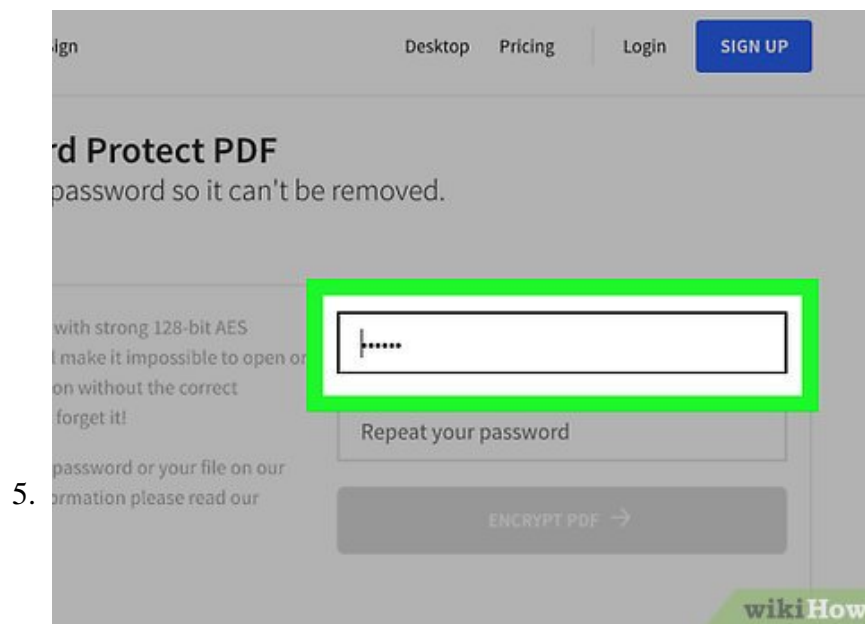 ign
Desktop Pricing Login SIGN UP
rd Protect PDF
password so it can't be removed.
with strong 128-bit AES
make it impossible to open or
on without the correct
forget it!
password or your file on our
rmation please read our
••••••
Repeat your password
ENCRYPT PDF →
5.
wikiHow